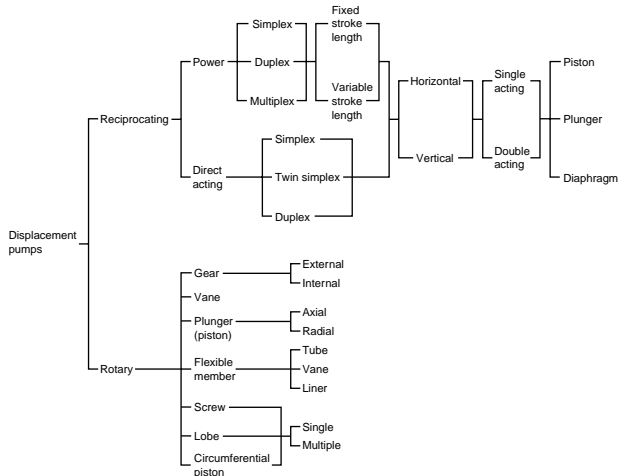 Simplex
Fixed
stroke
length
Power
Duplex
Multiplex
Variable
stroke
length
Horizontal
Vertical
Single
acting
Double
acting
Piston
Plunger
Diaphragm
Reciprocating
Direct
acting
Simplex
Twin simplex
Duplex
Displacement
pumps
Rotary
Gear
External
Internal
Vane
Plunger
(piston)
Axial
Radial
Flexible
member
Tube
Vane
Liner
Screw
Lobe
Circumferential
piston
Single
Multiple